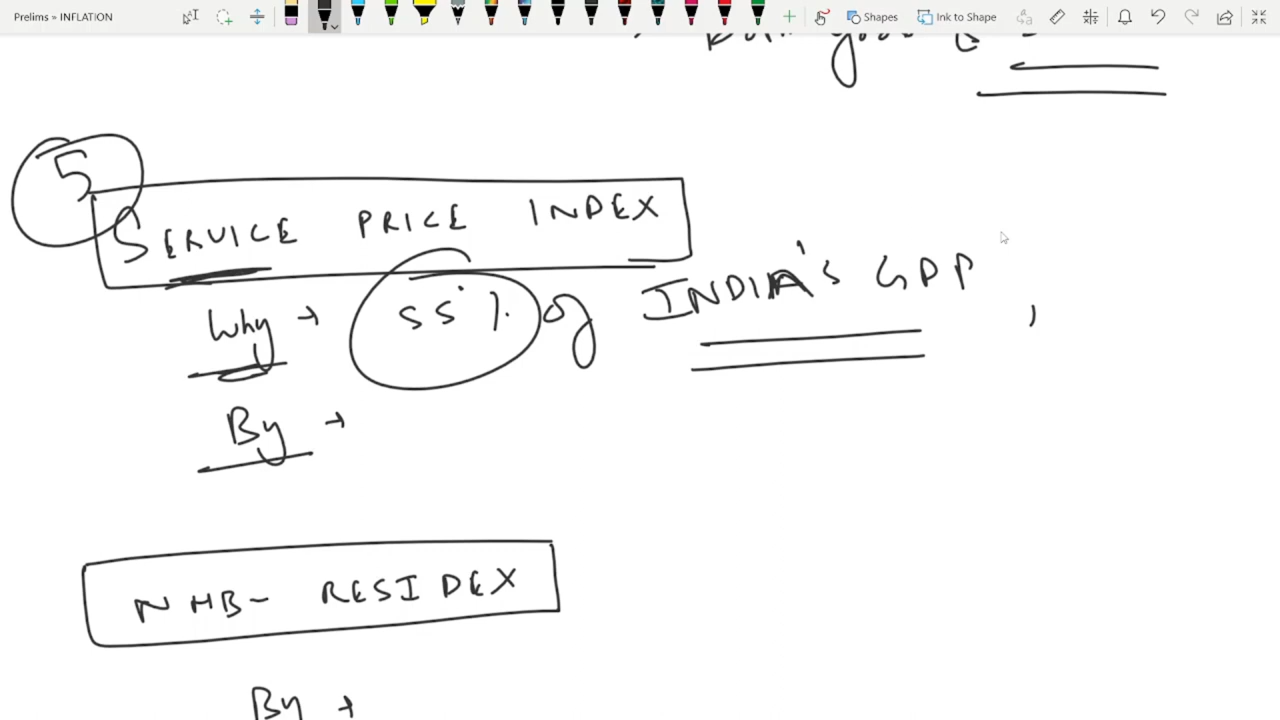 Prelims » INFLATION
Shapes
Ink to Shape
5
SERVICE PRICE INDEX
Why → 55% of INDIA's GDP ,
By →
NHB- RESIDEX
By →